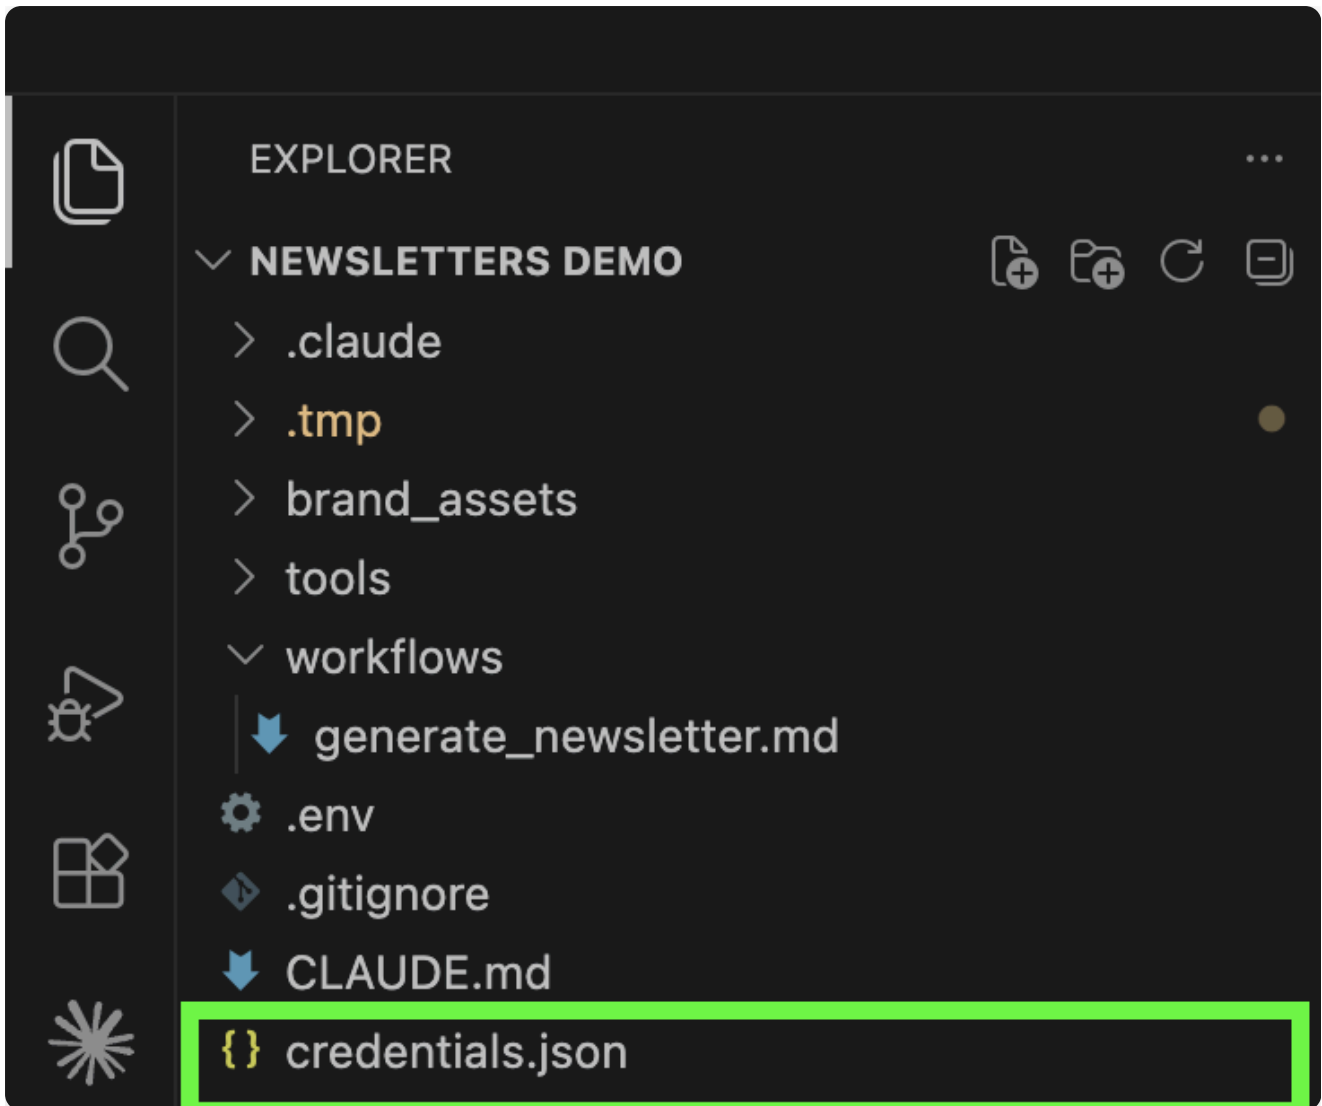 EXPLORER
NEWSLETTERS DEMO
.claude
.tmp
brand_assets
tools
workflows
generate_newsletter.md
.env
.gitignore
CLAUDE.md
{ } credentials.json